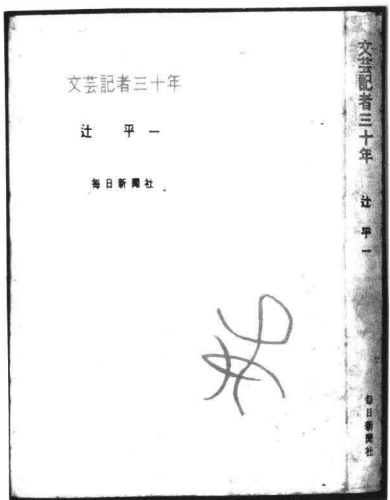 文芸記者三十年
辻 平一
毎日新聞社
文芸記者三十年
辻 平一
毎日新聞社